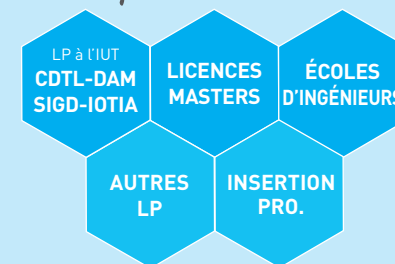 LP à l'IUT
CDTL-DAM
SIGD-IOTIA
LICENCES
MASTERS
ÉCOLES
D'INGÉNIEURS
AUTRES
LP
INSERTION
PRO.